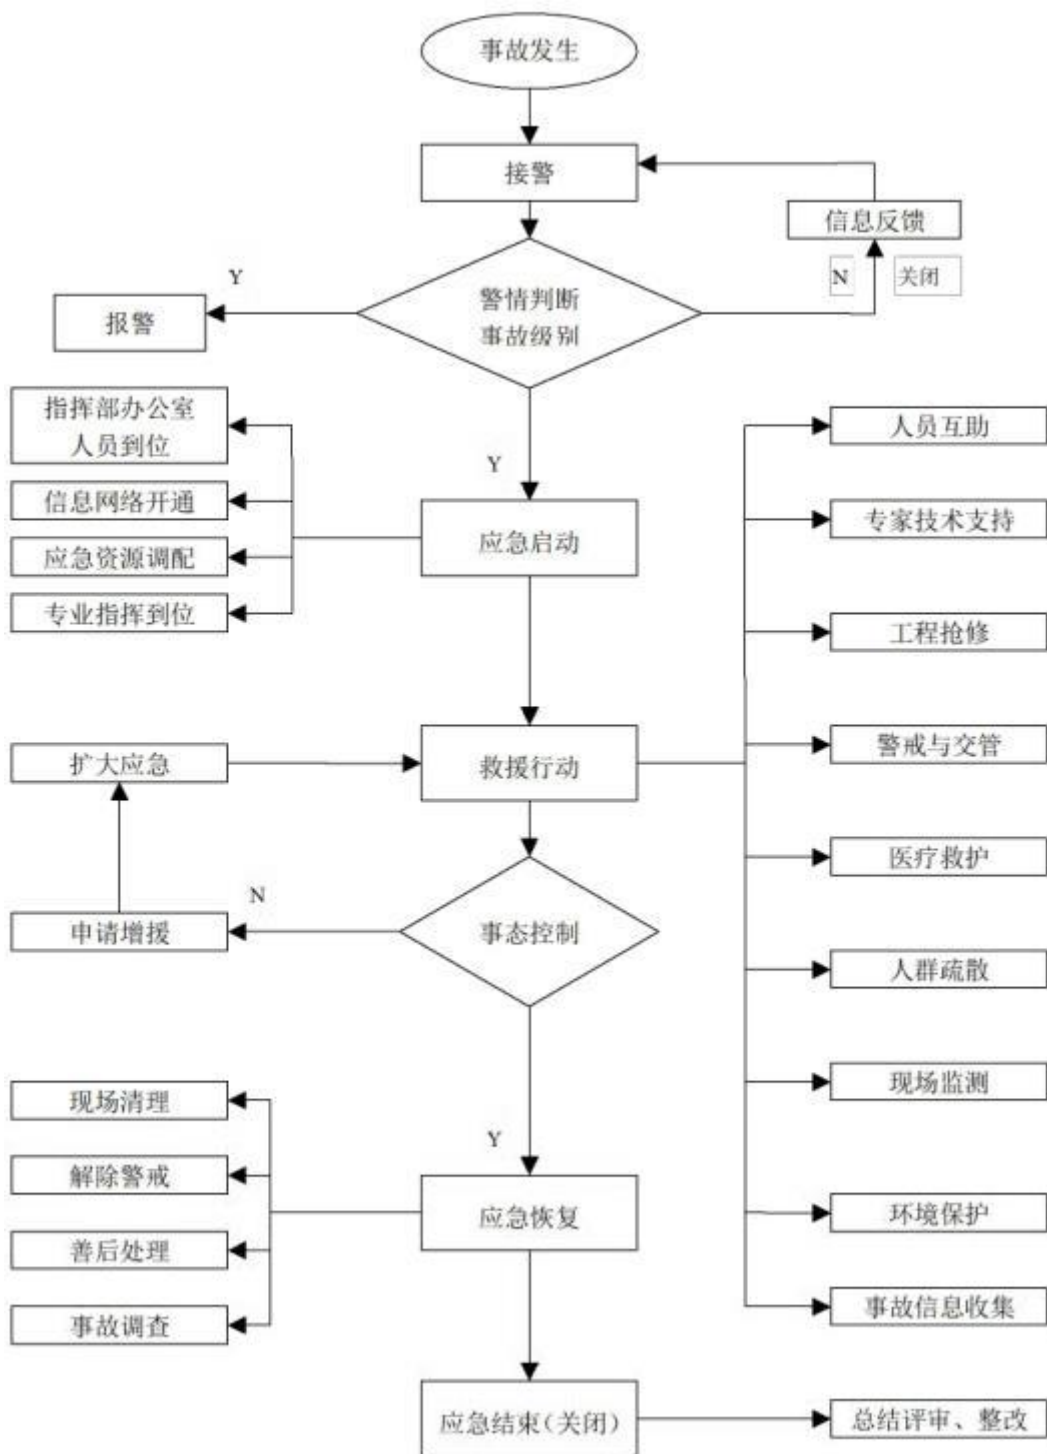 事故发生
接警
信息反馈
Y
N
关闭
警情判断
事故级别
报警
指挥部办公室
人员到位
人员互助
Y
信息网络开通
专家技术支持
应急启动
应急资源调配
专业指挥到位
工程抢修
警戒与交管
扩大应急
救援行动
医疗救护
N
申请增援
事态控制
人群疏散
现场监测
现场清理
Y
解除警戒
应急恢复
环境保护
善后处理
事故信息收集
事故调查
应急结束(关闭)
总结评审、整改